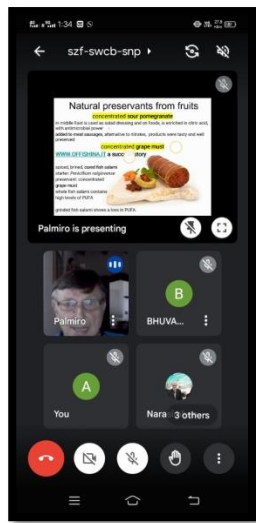 1:34
szf-swcb-snp
Natural preservants from fruits
concentrated sour pomegranate
in middle East is used as salad dressing and on foods, is enriched in citric acid,
with antimicrobial power
added to meat sausages, alternative to nitrates, products were tasty and well
preserved
concentrated grape must
WWW.OFFISHINA.IT a succ story
spiced, brined, cured fish salami
starter: Penicillium nalgiovense
preservant: concentrated
grape must
whole fish salami contains
high levels of PUFA
grinded fish salami shows a loss in PUFA
Palmiro is presenting
Palmiro
B
BHUVA...
A
You
Nara
3 others